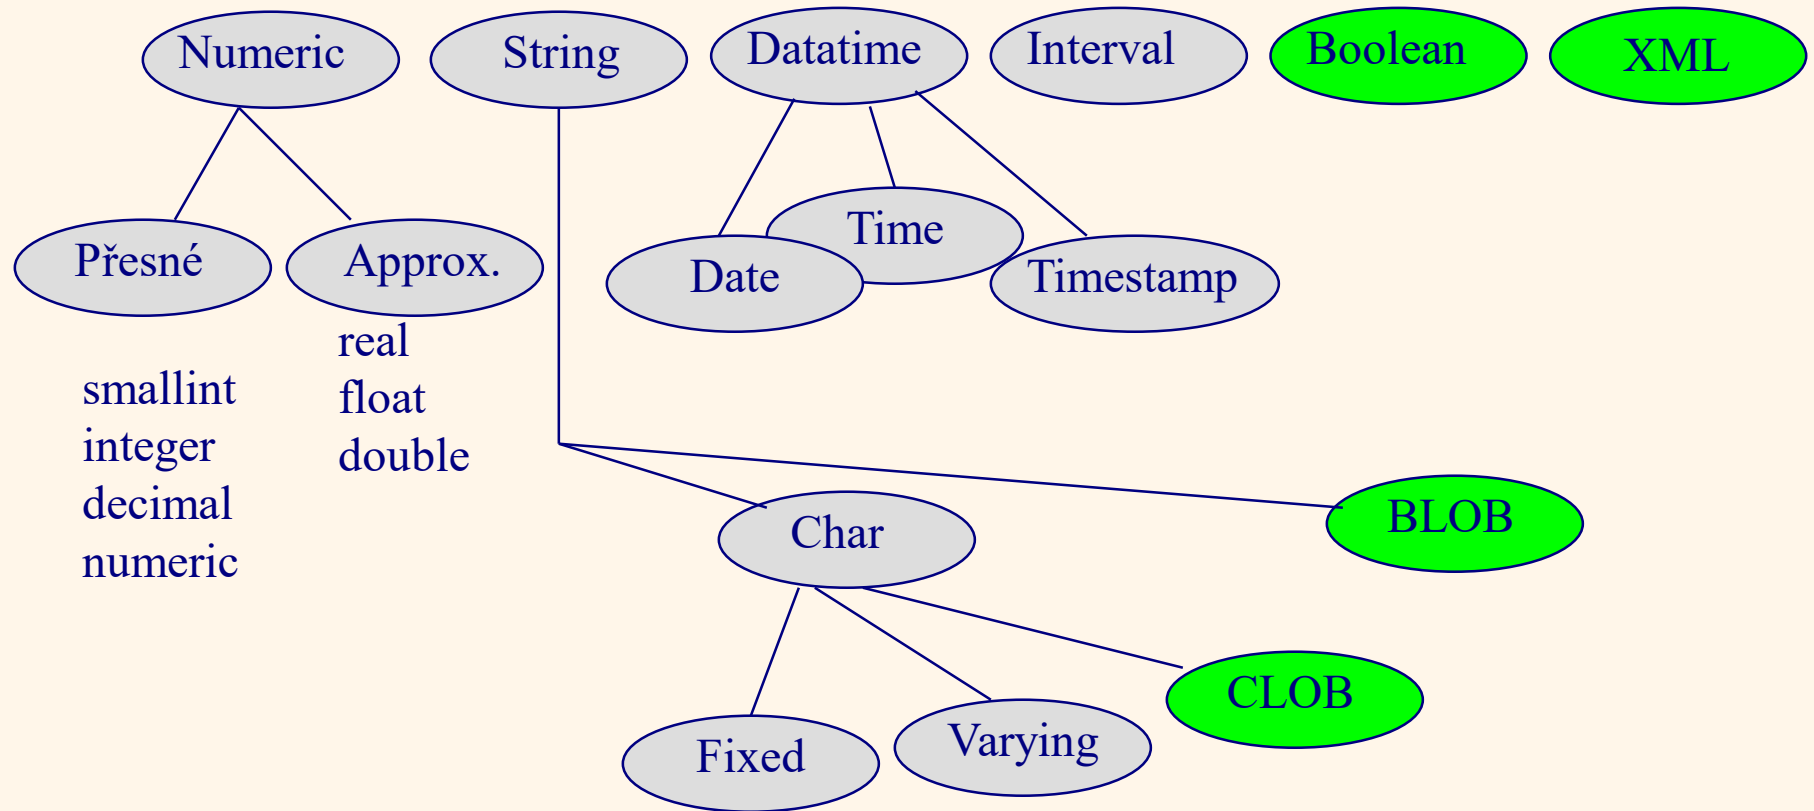 Numeric
String
Datatime
Interval
Boolean
XML
Přesné
Approx.
Date
Time
Timestamp
smallint
integer
decimal
numeric
real
float
double
Char
BLOB
Fixed
Varying
CLOB